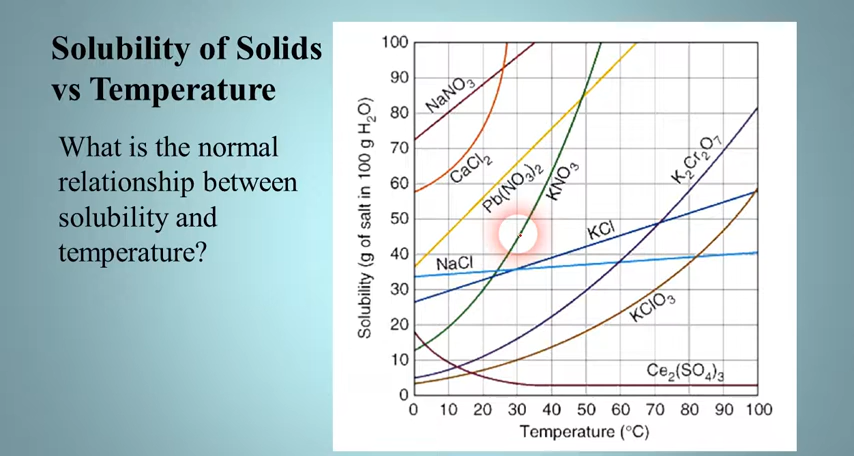 Solubility of Solids
vs Temperature
What is the normal
relationship between
solubility and
temperature?
Solubility (g of salt in 100 g H₂O)
100
90
80
70
60
50
40
30
20
10
0
NaNO₃
CaCl₂
Pb(NO₃)₂
KNO₃
K₂Cr₂O₇
KCl
NaCl
KClO₃
Ce₂(SO₄)₃
0 10 20 30 40 50 60 70 80 90 100
Temperature (°C)